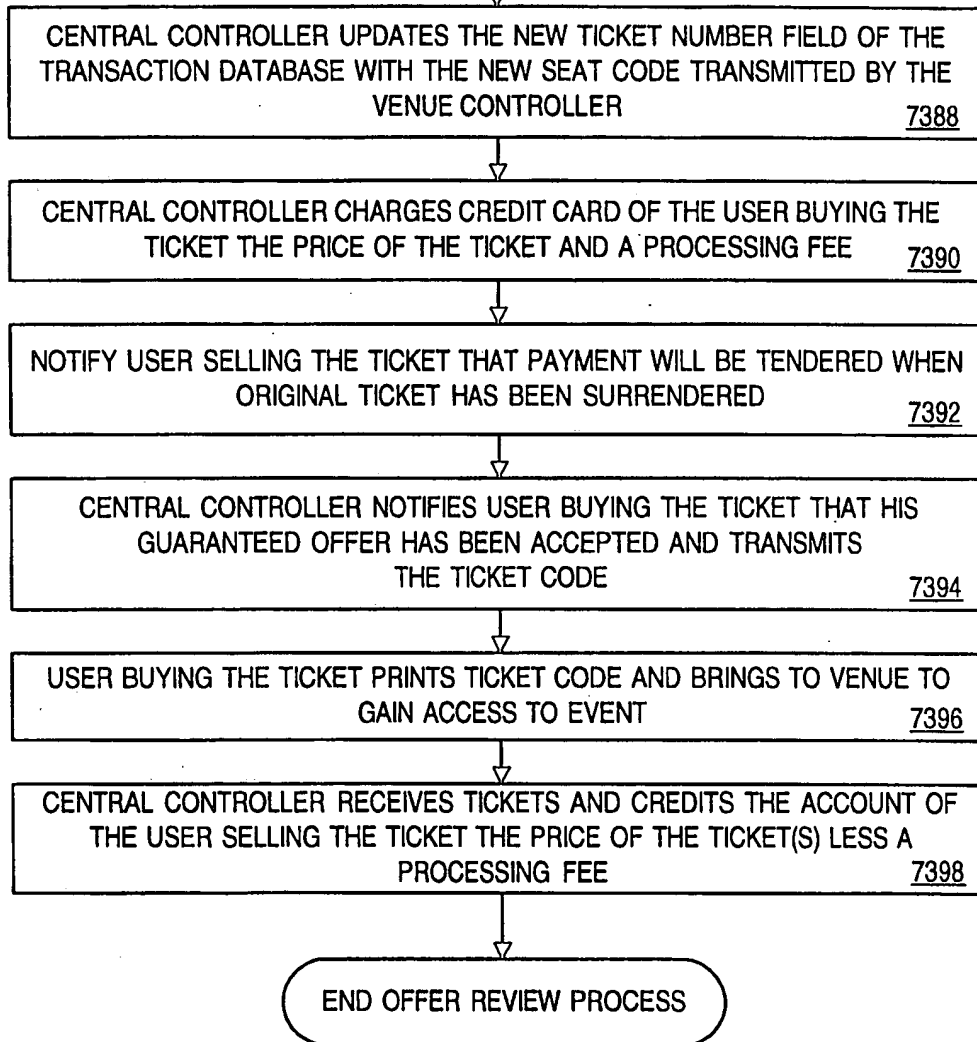 CENTRAL CONTROLLER UPDATES THE NEW TICKET NUMBER FIELD OF THE
TRANSACTION DATABASE WITH THE NEW SEAT CODE TRANSMITTED BY THE
VENUE CONTROLLER
7388
CENTRAL CONTROLLER CHARGES CREDIT CARD OF THE USER BUYING THE
TICKET THE PRICE OF THE TICKET AND A PROCESSING FEE
7390
NOTIFY USER SELLING THE TICKET THAT PAYMENT WILL BE TENDERED WHEN
ORIGINAL TICKET HAS BEEN SURRENDERED
7392
CENTRAL CONTROLLER NOTIFIES USER BUYING THE TICKET THAT HIS
GUARANTEED OFFER HAS BEEN ACCEPTED AND TRANSMITS
THE TICKET CODE
7394
USER BUYING THE TICKET PRINTS TICKET CODE AND BRINGS TO VENUE TO
GAIN ACCESS TO EVENT
7396
CENTRAL CONTROLLER RECEIVES TICKETS AND CREDITS THE ACCOUNT OF
THE USER SELLING THE TICKET THE PRICE OF THE TICKET(S) LESS A
PROCESSING FEE
7398
END OFFER REVIEW PROCESS